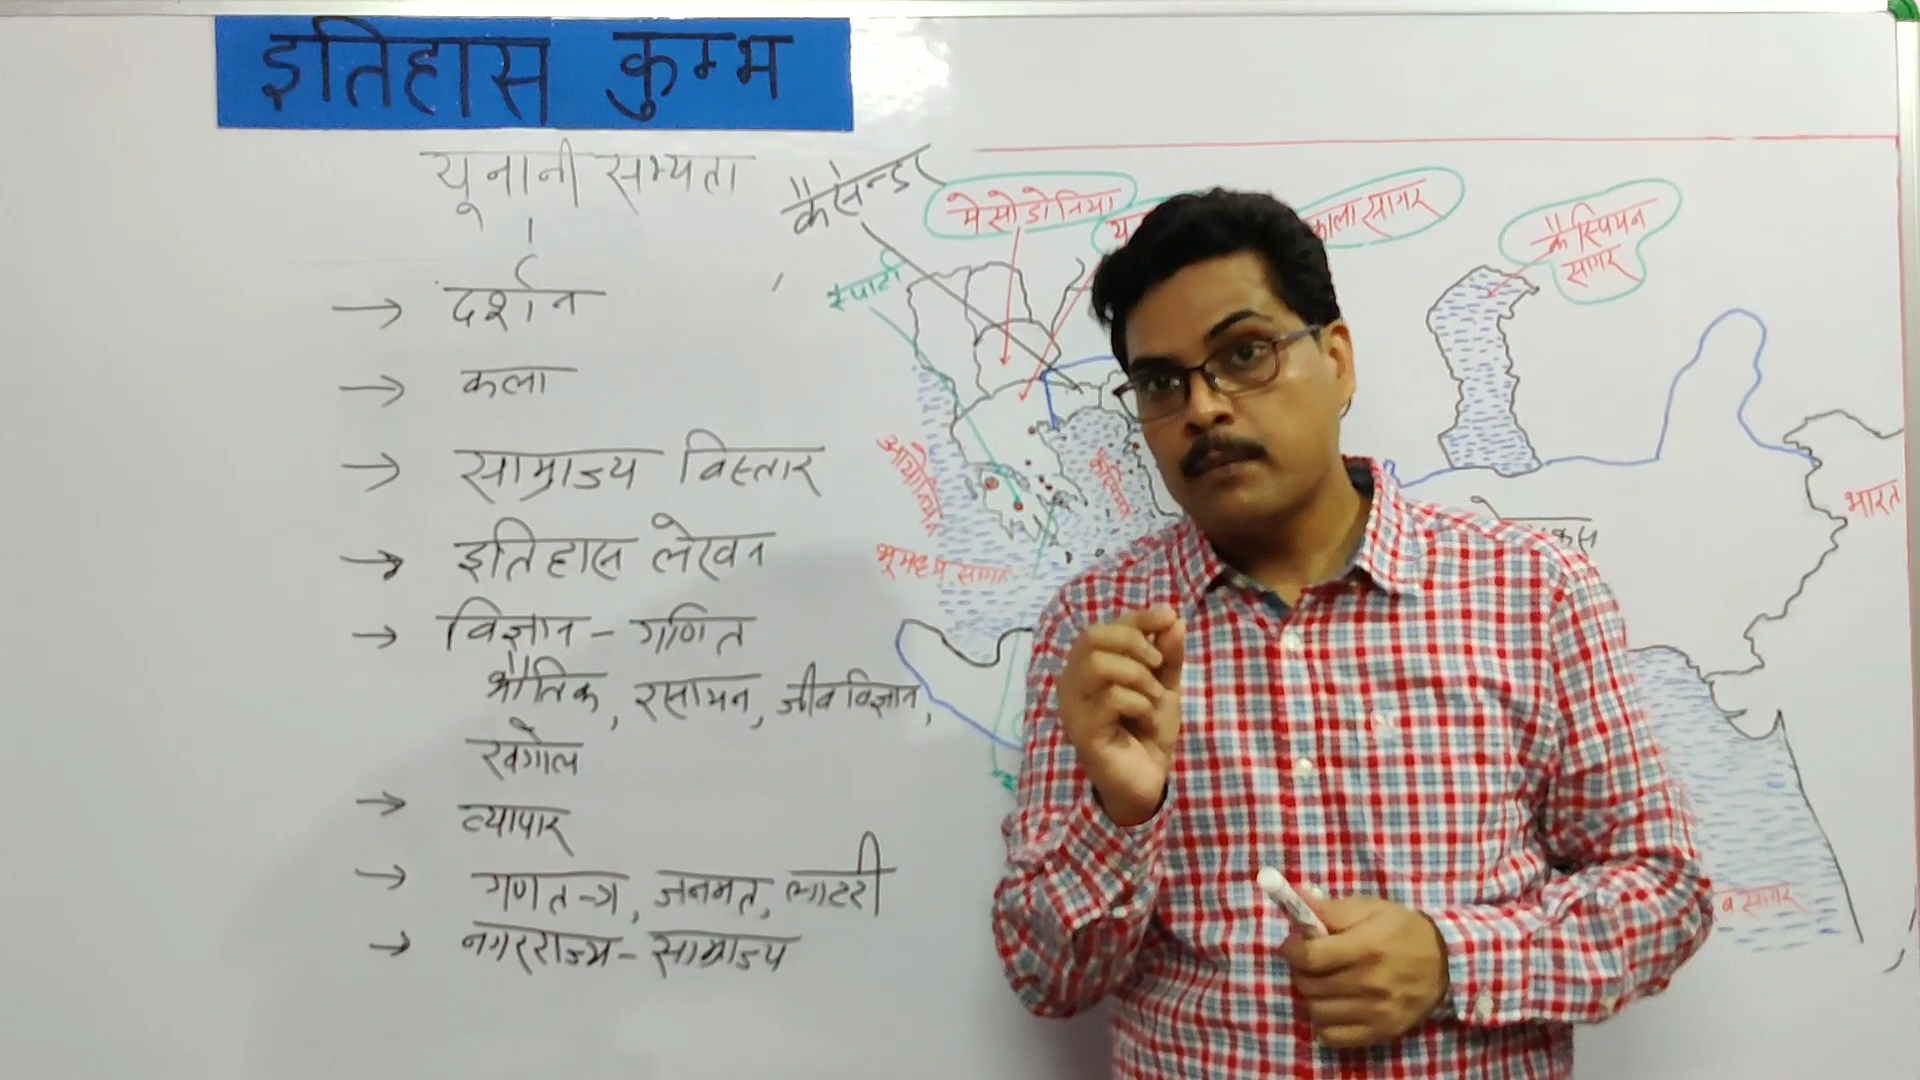 इतिहास कुम्भ
यूनानी सभ्यता
→ दर्शन
→ कला
→ साम्राज्य विस्तार
→ इतिहास लेखन
→ विज्ञान - गणित
भौतिक, रसायन, जीव विज्ञान,
खगोल
→ व्यापार
→ गणतन्त्र, जनमत, लाटरी
→ नगरराज्य - साम्राज्य
कैसेन्डर
मेसोडोनिया
काला सागर
कैस्पियन
सागर
स्पार्टा
भूमध्य सागर
भारत